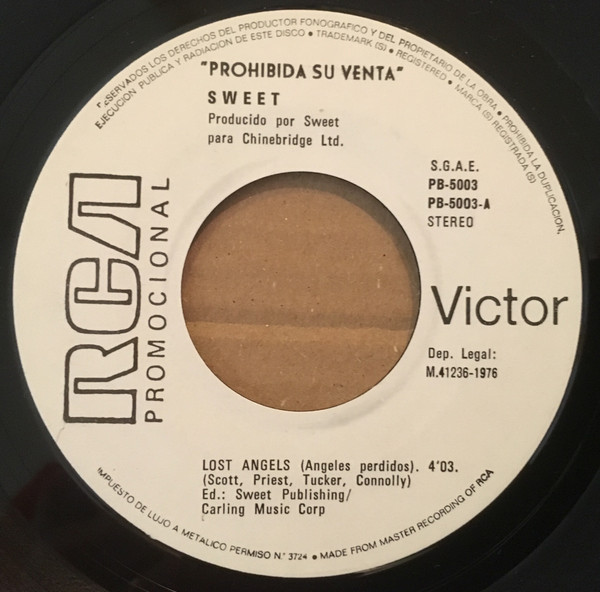 RESERVADOS LOS DERECHOS DEL PRODUCTOR FONOGRAFICO Y DEL PROPIETARIO DE LA OBRA • PROHIBIDA LA DUPLICACION,
EJECUCION PUBLICA Y RADIACION DE ESTE DISCO • TRADEMARK (S) • REGISTERED • MARCA (S) REGISTRADA (S)
"PROHIBIDA SU VENTA"
SWEET
Producido por Sweet
para Chinebridge Ltd.
S.G.A.E.
PB-5003
PB-5003-A
STEREO
RCA
PROMOCIONAL
Victor
Dep. Legal:
M.41236-1976
LOST ANGELS (Angeles perdidos). 4'03.
(Scott, Priest, Tucker, Connolly)
Ed.: Sweet Publishing/
Carling Music Corp
IMPUESTO DE LUJO A METALICO PERMISO N.° 3724 • MADE FROM MASTER RECORDING OF RCA